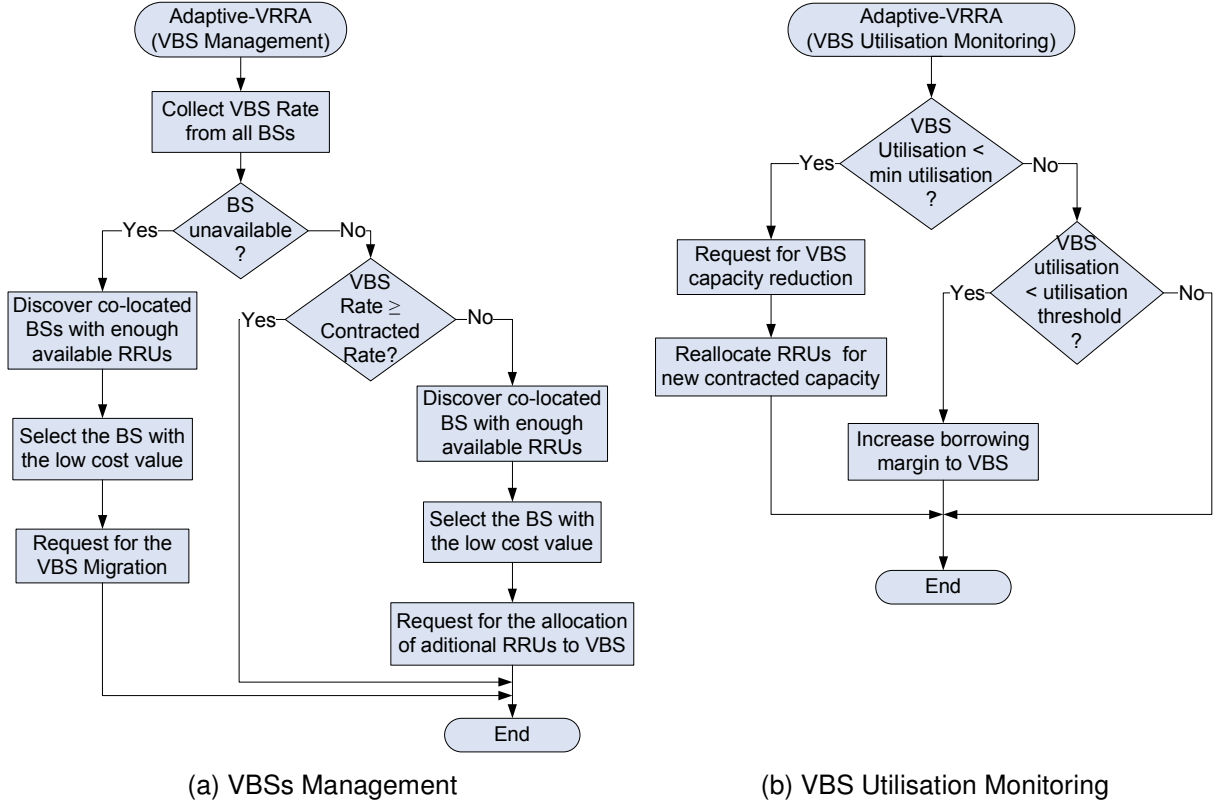 Adaptive-VRRA
(VBS Management)
Collect VBS Rate
from all BSs
BS
unavailable
?
Yes
No
Discover co-located
BSs with enough
available RRUs
Select the BS with
the low cost value
Request for the
VBS Migration
VBS
Rate ≥
Contracted
Rate?
Yes
No
Discover co-located
BS with enough
available RRUs
Select the BS with
the low cost value
Request for the allocation
of aditional RRUs to VBS
End
(a) VBSs Management
Adaptive-VRRA
(VBS Utilisation Monitoring)
VBS
Utilisation <
min utilisation
?
Yes
No
Request for VBS
capacity reduction
Reallocate RRUs for
new contracted capacity
VBS
utilisation
< utilisation
threshold
?
Yes
No
Increase borrowing
margin to VBS
End
(b) VBS Utilisation Monitoring